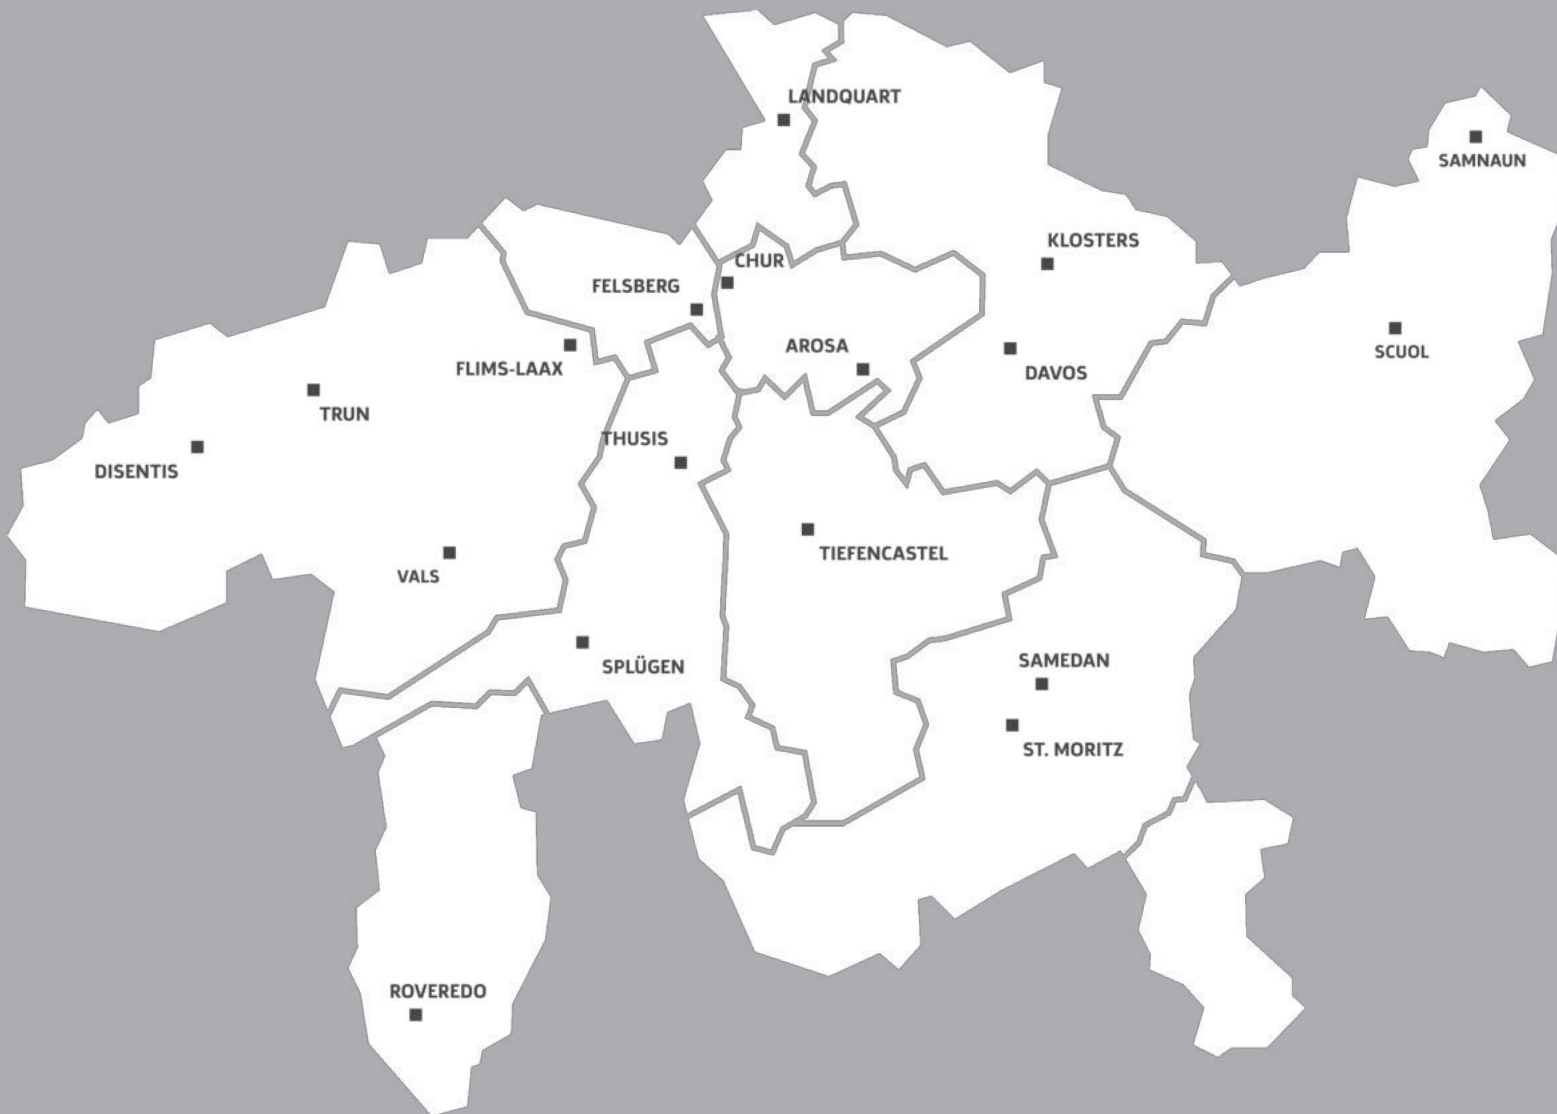 LANDQUART
SAMNAUN
KLOSTERS
CHUR
FELSBERG
AROSA
SCUOL
FLIMS-LAAX
DAVOS
TRUN
THUSIS
DISENTIS
TIEFENCASTEL
VALS
SPLÜGEN
SAMEDAN
ST. MORITZ
ROVEREDO